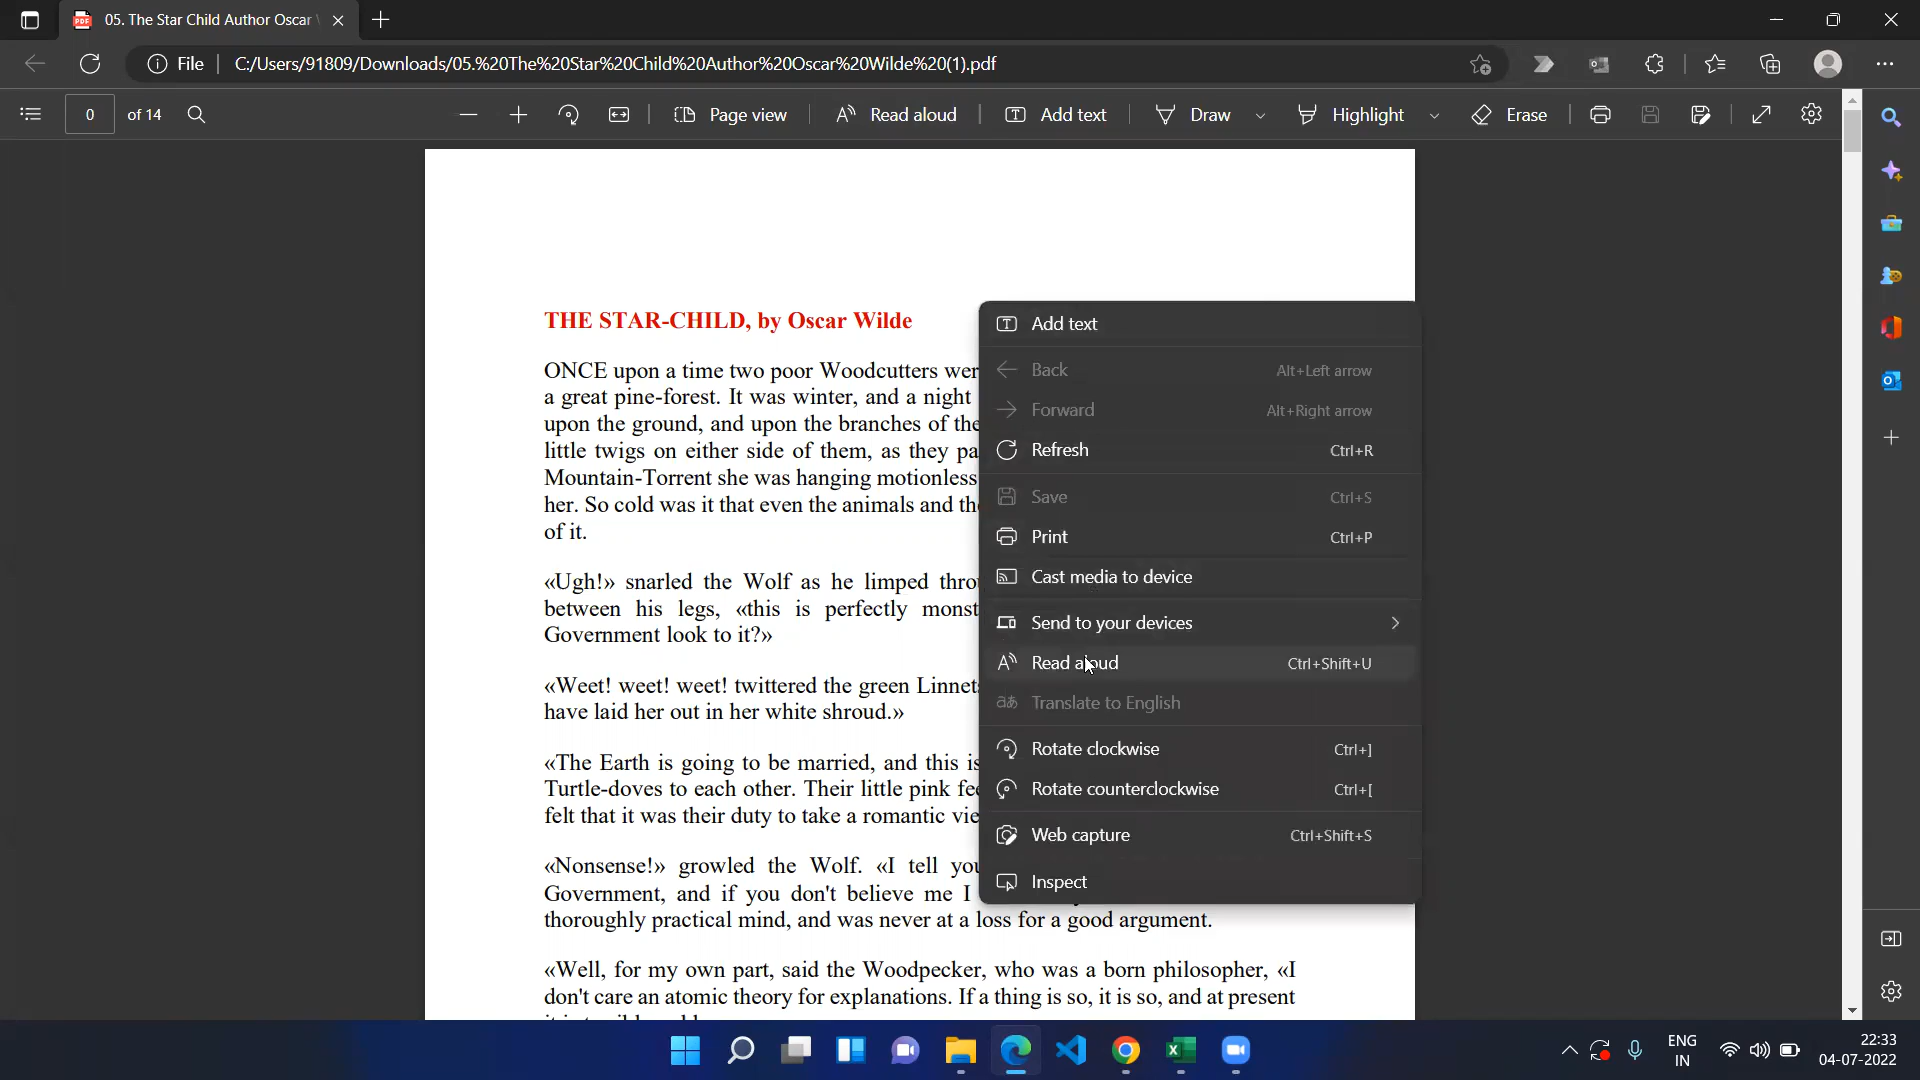 05. The Star Child Author Oscar
File
C:/Users/91809/Downloads/05.%20The%20Star%20Child%20Author%20Oscar%20Wilde%20(1).pdf
0 of 14
Page view
Read aloud
Add text
Draw
Highlight
Erase
THE STAR-CHILD, by Oscar Wilde
ONCE upon a time two poor Woodcutters wer
a great pine-forest. It was winter, and a night
upon the ground, and upon the branches of the
little twigs on either side of them, as they pa
Mountain-Torrent she was hanging motionless
her. So cold was it that even the animals and the
of it.
«Ugh!» snarled the Wolf as he limped thro
between his legs, «this is perfectly monst
Government look to it?»
«Weet! weet! weet! twittered the green Linnets
have laid her out in her white shroud.»
«The Earth is going to be married, and this is
Turtle-doves to each other. Their little pink fee
felt that it was their duty to take a romantic vie
«Nonsense!» growled the Wolf. «I tell you
Government, and if you don't believe me I
thoroughly practical mind, and was never at a loss for a good argument.
«Well, for my own part, said the Woodpecker, who was a born philosopher, «I
don't care an atomic theory for explanations. If a thing is so, it is so, and at present
Add text
Back Alt+Left arrow
Forward Alt+Right arrow
Refresh Ctrl+R
Save Ctrl+S
Print Ctrl+P
Cast media to device
Send to your devices
Read aloud Ctrl+Shift+U
Translate to English
Rotate clockwise Ctrl+]
Rotate counterclockwise Ctrl+[
Web capture Ctrl+Shift+S
Inspect
ENG
IN
22:33
04-07-2022